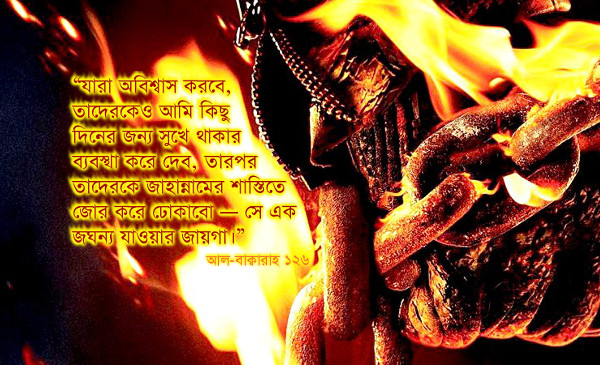 “যারা অবিশ্বাস করবে,
তাদেরকেও আমি কিছু
দিনের জন্য সুখে থাকার
ব্যবস্থা করে দেব, তারপর
তাদেরকে জাহান্নামের শাস্তিতে
জোর করে ঢোকাবো — সে এক
জঘন্য যাওয়ার জায়গা।”
আল-বাক্বারাহ ১২৬